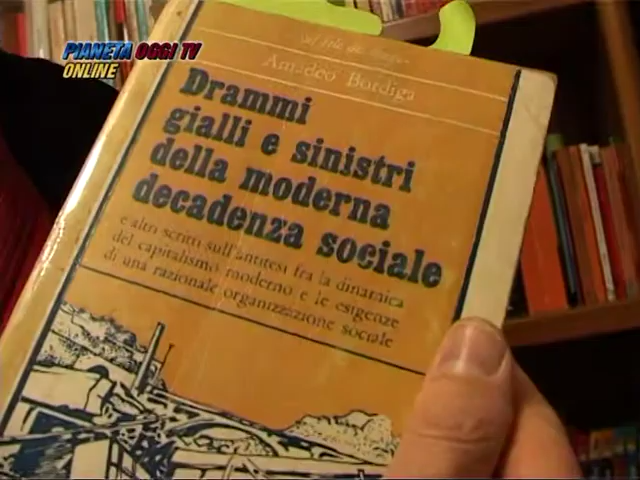 PIANETA OGGI TV
ONLINE
Amadeo Bordiga
Drammi
gialli e sinistri
della moderna
decadenza sociale
e altri scritti sull'antitesi fra la dinamica
del capitalismo moderno e le esigenze
di una razionale organizzazione sociale